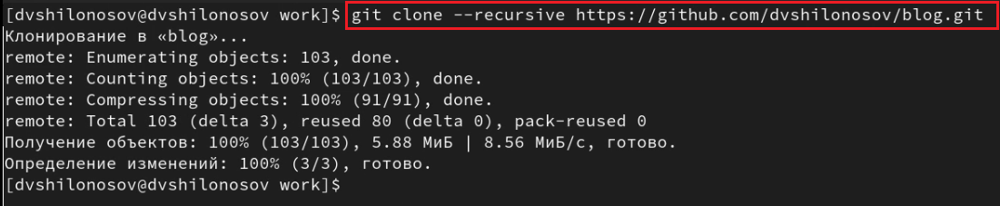 [dvshilonosov@dvshilonosov work]$ git clone --recursive https://github.com/dvshilonosov/blog.git
Клонирование в «blog»...
remote: Enumerating objects: 103, done.
remote: Counting objects: 100% (103/103), done.
remote: Compressing objects: 100% (91/91), done.
remote: Total 103 (delta 3), reused 80 (delta 0), pack-reused 0
Получение объектов: 100% (103/103), 5.88 МиБ | 8.56 МиБ/с, готово.
Определение изменений: 100% (3/3), готово.
[dvshilonosov@dvshilonosov work]$